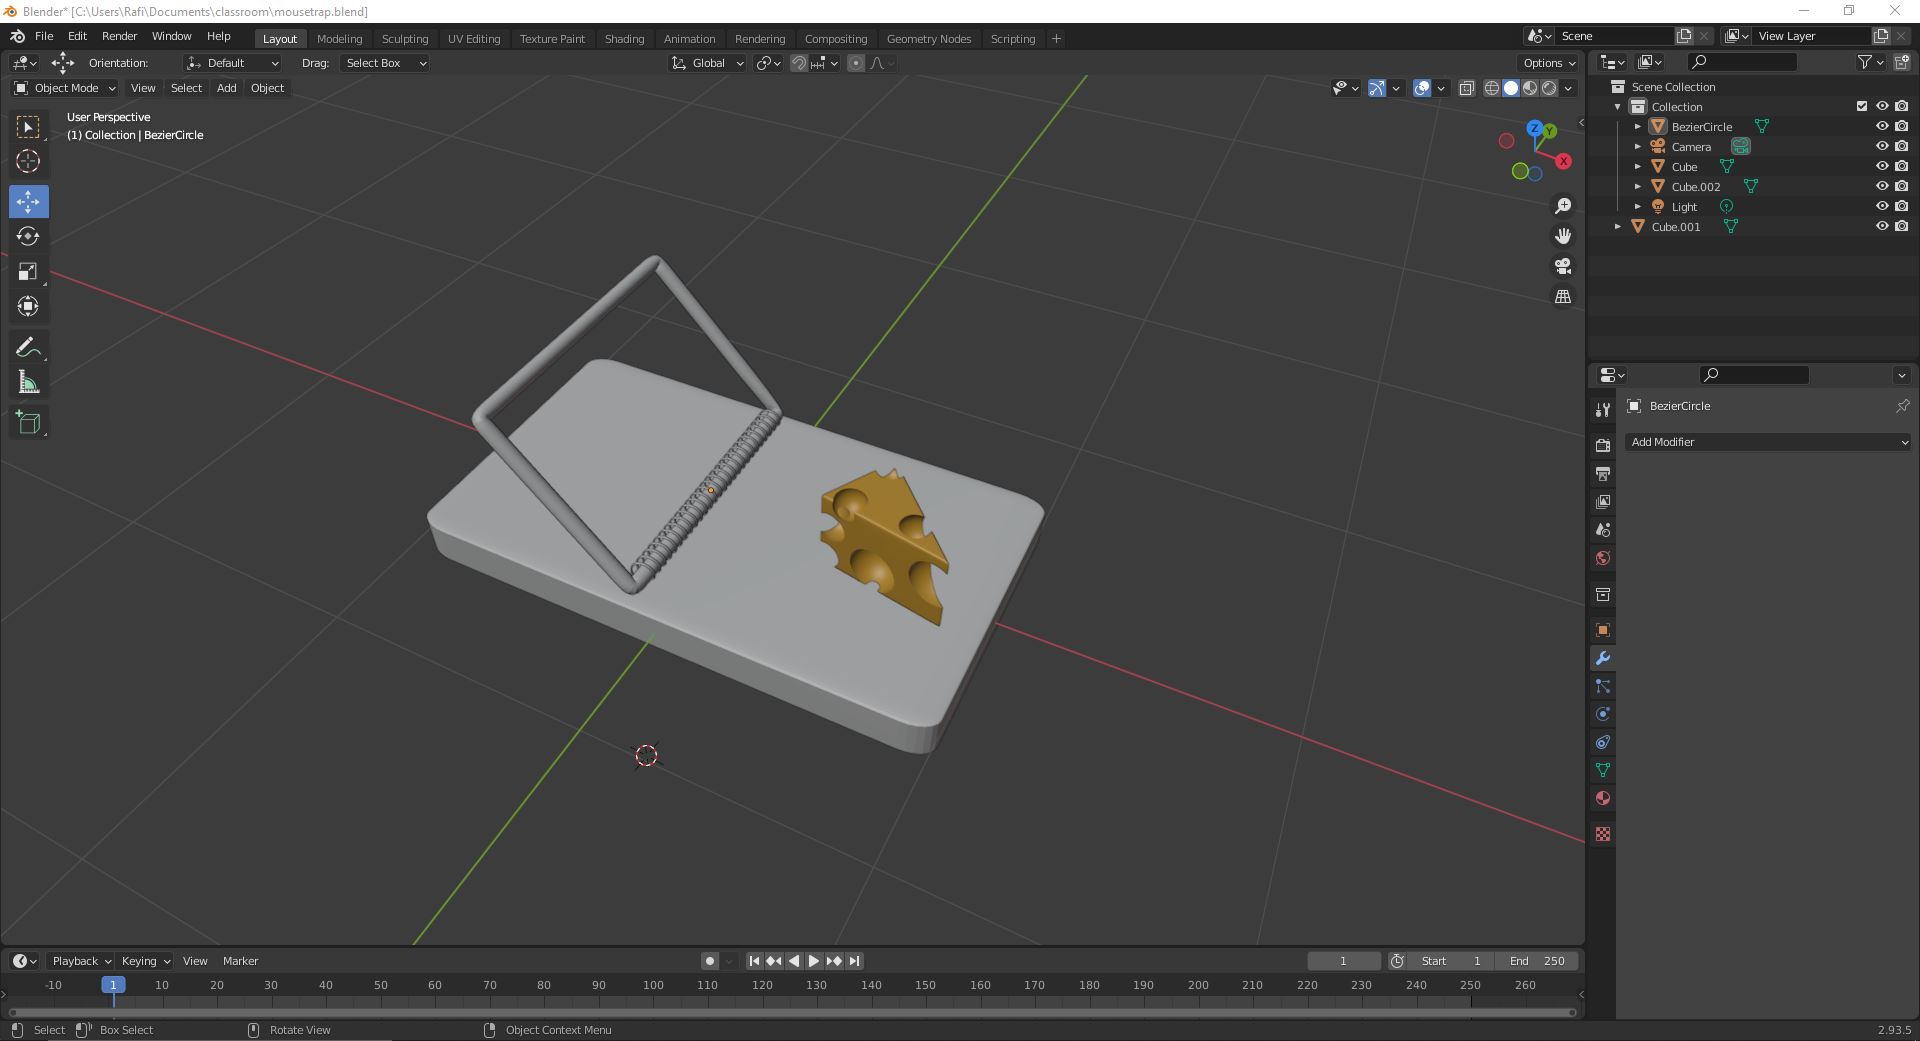 Blender* [C:\Users\Rafi\Documents\classroom\mousetrap.blend]
File Edit Render Window Help Layout Modeling Sculpting UV Editing Texture Paint Shading Animation Rendering Compositing Geometry Nodes Scripting + Scene View Layer
Orientation: Default Drag: Select Box Global Options
Object Mode View Select Add Object
User Perspective
(1) Collection | BezierCircle
Z Y X
Scene Collection
Collection
BezierCircle
Camera
Cube
Cube.002
Light
Cube.001
BezierCircle
Add Modifier
Playback Keying View Marker 1 Start 1 End 250
-10 1 10 20 30 40 50 60 70 80 90 100 110 120 130 140 150 160 170 180 190 200 210 220 230 240 250 260
Select Box Select Rotate View Object Context Menu 2.93.5